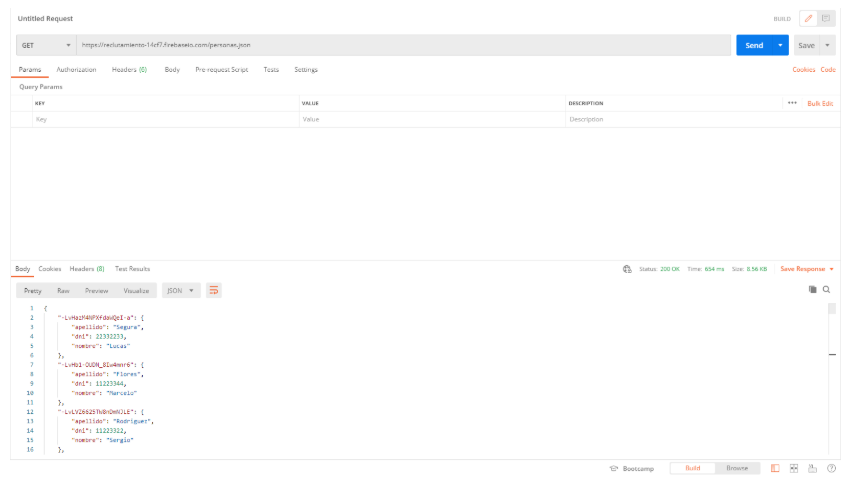 Untitled Request
BUILD
GET https://reclutamiento-14cf7.firebaseio.com/personas.json Send Save
Params Authorization Headers (6) Body Pre-request Script Tests Settings Cookies Code
Query Params
KEY VALUE DESCRIPTION ••• Bulk Edit
Key Value Description
Body Cookies Headers (8) Test Results Status: 200 OK Time: 654 ms Size: 8.56 KB Save Response
Pretty Raw Preview Visualize JSON
1 {
2 : {
3 "apellido": "Segura",
4 "dni": 22332233,
5 "nombre": "Lucas"
6 },
7 : {
8 "apellido": "Flores",
9 "dni": 11223344,
10 "nombre": "Marcelo"
11 },
12 : {
13 "apellido": "Rodriguez",
14 "dni": 11223322,
15 "nombre": "Sergio"
16 },
Bootcamp Build Browse